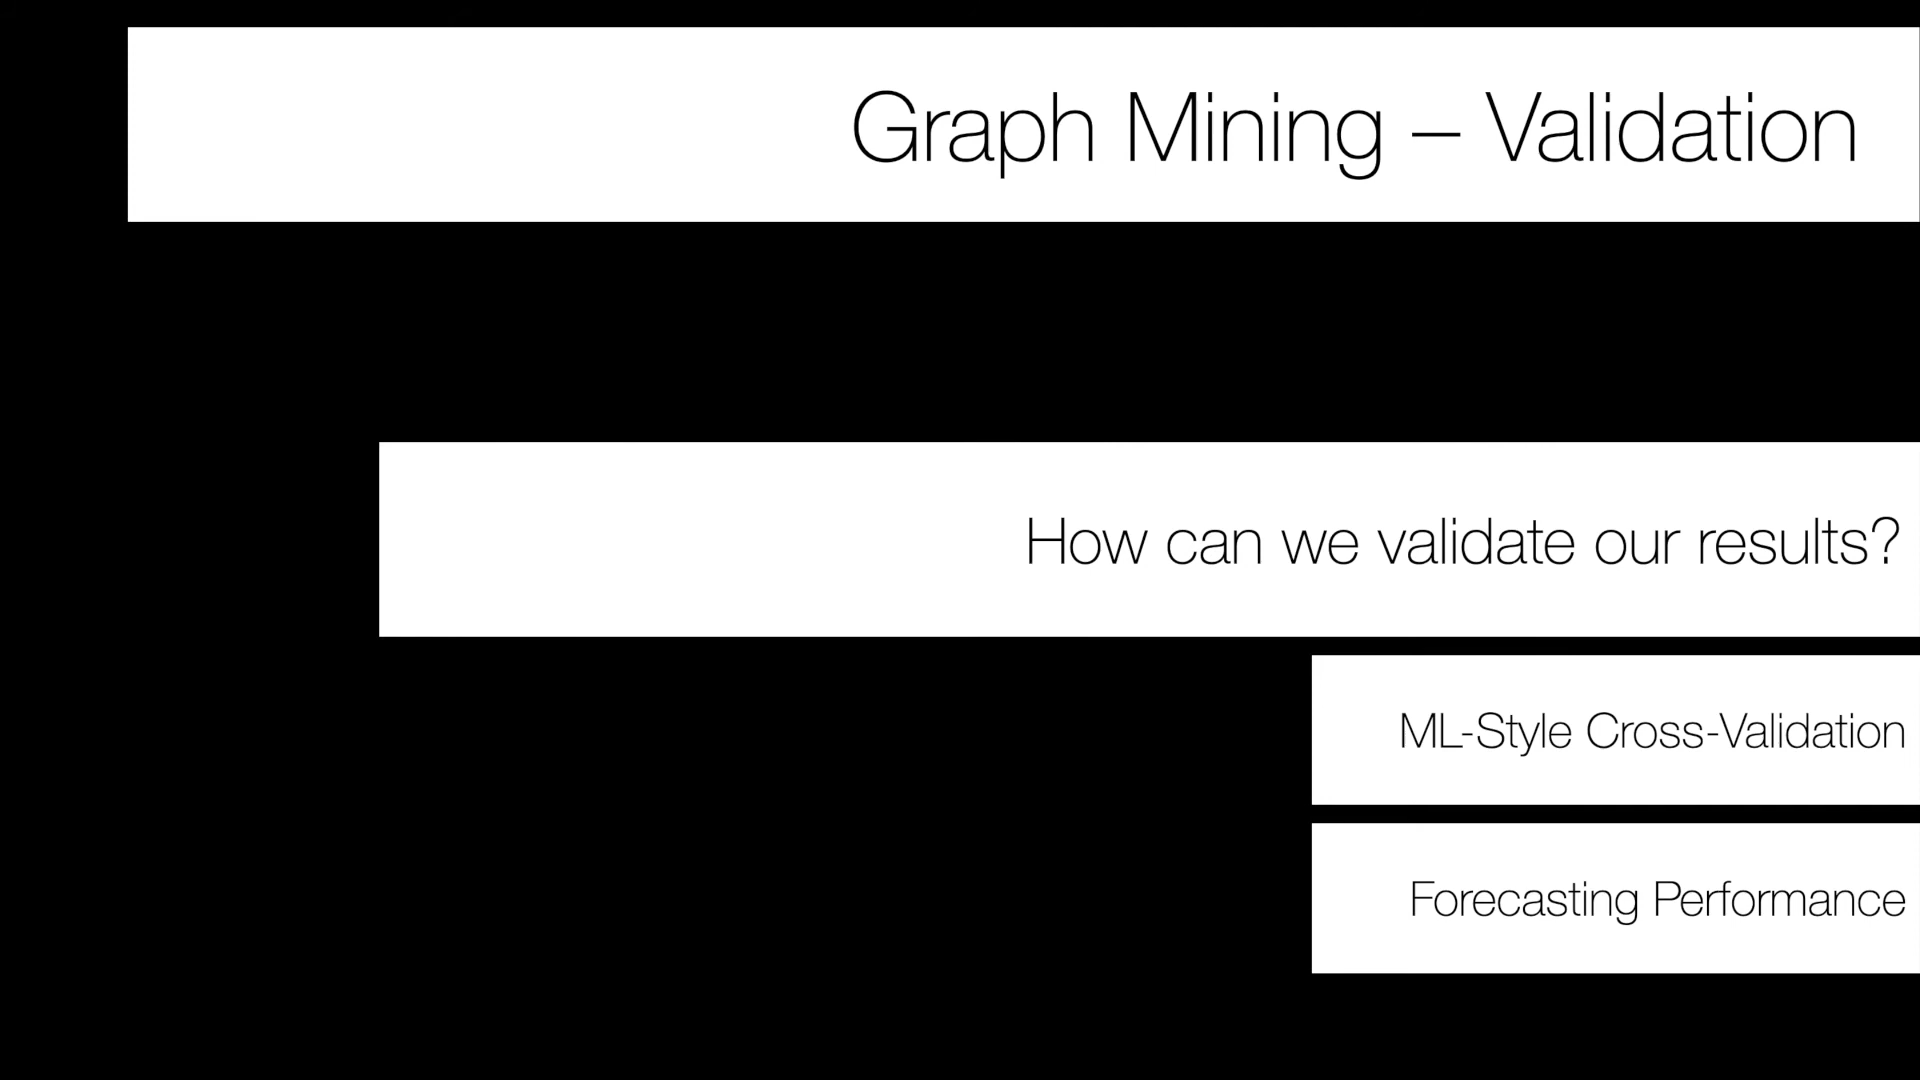 Graph Mining – Validation
How can we validate our results?
ML-Style Cross-Validation
Forecasting Performance